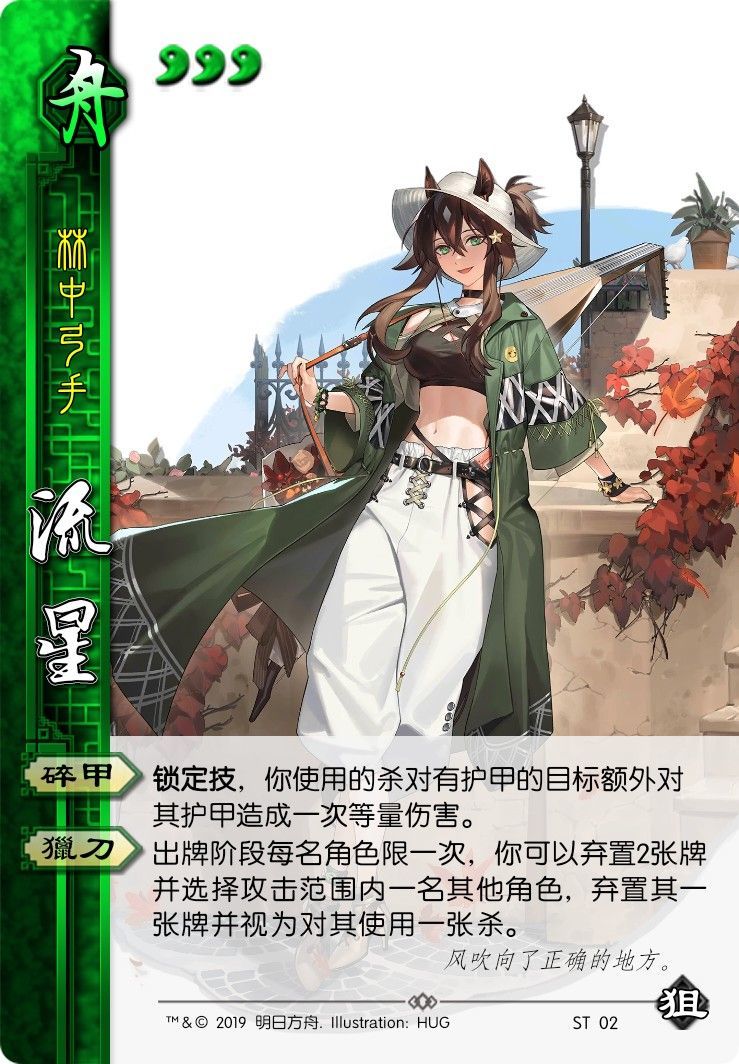 舟
林中弓手
流星
碎甲
锁定技，你使用的杀对有护甲的目标额外对
其护甲造成一次等量伤害。
獵刀
出牌阶段每名角色限一次，你可以弃置2张牌
并选择攻击范围内一名其他角色，弃置其一
张牌并视为对其使用一张杀。
风吹向了正确的地方。
™&© 2019 明日方舟. Illustration: HUG
ST 02
狙